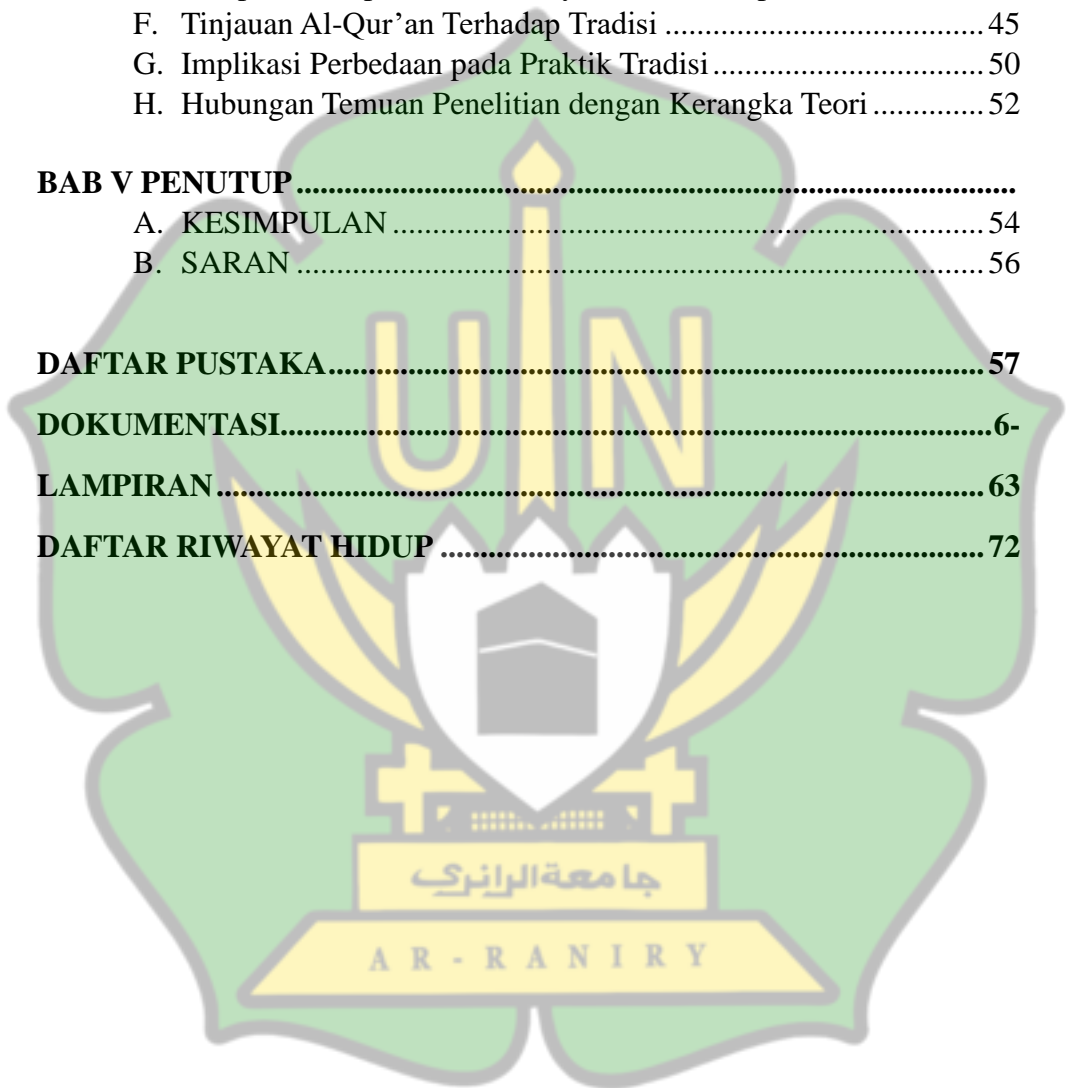 F. Tinjauan Al-Qur’an Terhadap Tradisi ................................... 45
G. Implikasi Perbedaan pada Praktik Tradisi .............................. 50
H. Hubungan Temuan Penelitian dengan Kerangka Teori .............. 52
BAB V PENUTUP ...............................................................................
A. KESIMPULAN ................................................................. 54
B. SARAN ........................................................................... 56
DAFTAR PUSTAKA ........................................................................ 57
DOKUMENTASI.............................................................................. 6-
LAMPIRAN .................................................................................... 63
DAFTAR RIWAYAT HIDUP ............................................................ 72
UIN
جامعة الرانري
AR-RANIRY